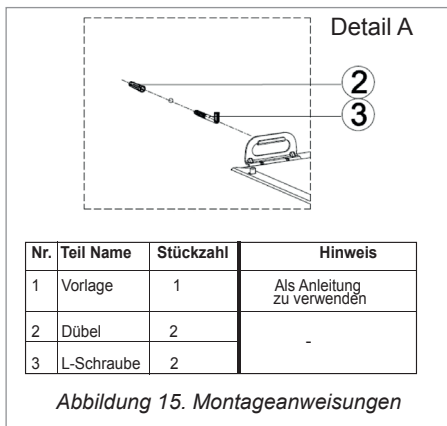 Detail A
2
3
Nr. Teil Name Stückzahl Hinweis
1 Vorlage 1 Als Anleitung
zu verwenden
2 Dübel 2 -
3 L-Schraube 2
Abbildung 15. Montageanweisungen